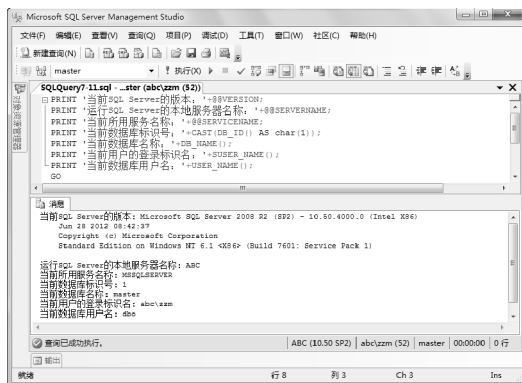 Microsoft SQL Server Management Studio
文件(F) 编辑(E) 查看(V) 查询(Q) 项目(P) 调试(D) 工具(T) 窗口(W) 社区(C) 帮助(H)
新建查询(N)
master 执行(X)
对象资源管理器
SQLQuery7-11.sql - ...ster (abc\zzm (52))
PRINT '当前SQL Server的版本：'+@@VERSION;
PRINT '运行SQL Server的本地服务器名称：'+@@SERVERNAME;
PRINT '当前所用服务名称：'+@@SERVICENAME;
PRINT '当前数据库标识号：'+CAST(DB_ID() AS char(1));
PRINT '当前数据库名称：'+DB_NAME();
PRINT '当前用户的登录标识名：'+SUSER_NAME();
PRINT '当前数据库用户名：'+USER_NAME();
GO
消息
当前SQL Server的版本：Microsoft SQL Server 2008 R2 (SP2) - 10.50.4000.0 (Intel X86)
Jun 28 2012 08:42:37
Copyright (c) Microsoft Corporation
Standard Edition on Windows NT 6.1 <X86> (Build 7601: Service Pack 1)
运行SQL Server的本地服务器名称：ABC
当前所用服务名称：MSSQLSERVER
当前数据库标识号：1
当前数据库名称：master
当前用户的登录标识名：abc\zzm
当前数据库用户名：dbo
查询已成功执行。 ABC (10.50 SP2) abc\zzm (52) master 00:00:00 0 行
输出
就绪 行 8 列 3 Ch 3 Ins